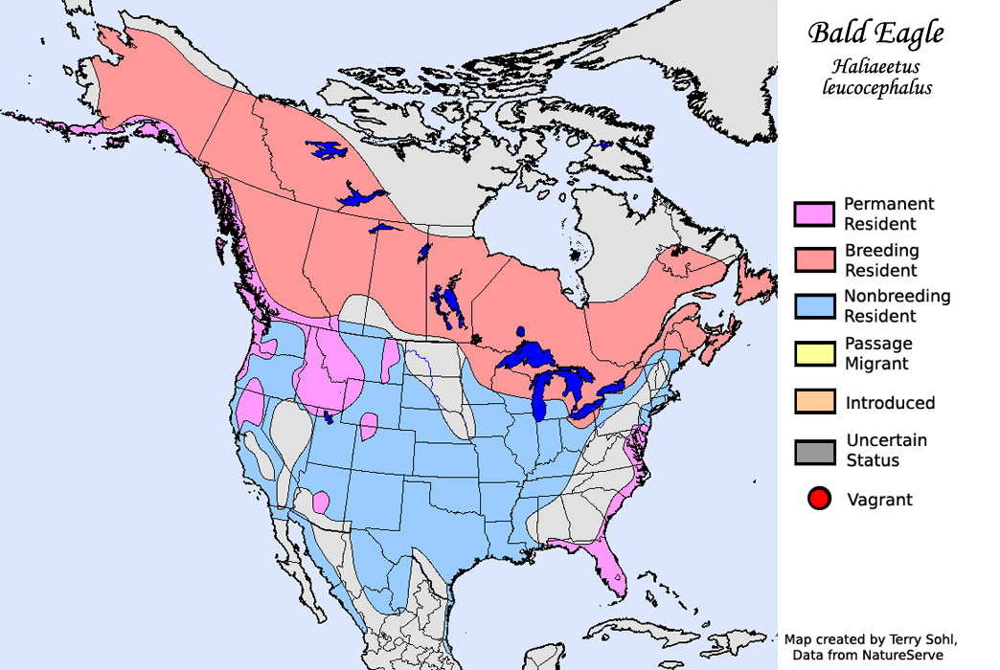 Bald Eagle
Haliaeetus
leucocephalus
Permanent
Resident
Breeding
Resident
Nonbreeding
Resident
Passage
Migrant
Introduced
Uncertain
Status
Vagrant
Map created by Terry Sohl,
Data from NatureServe